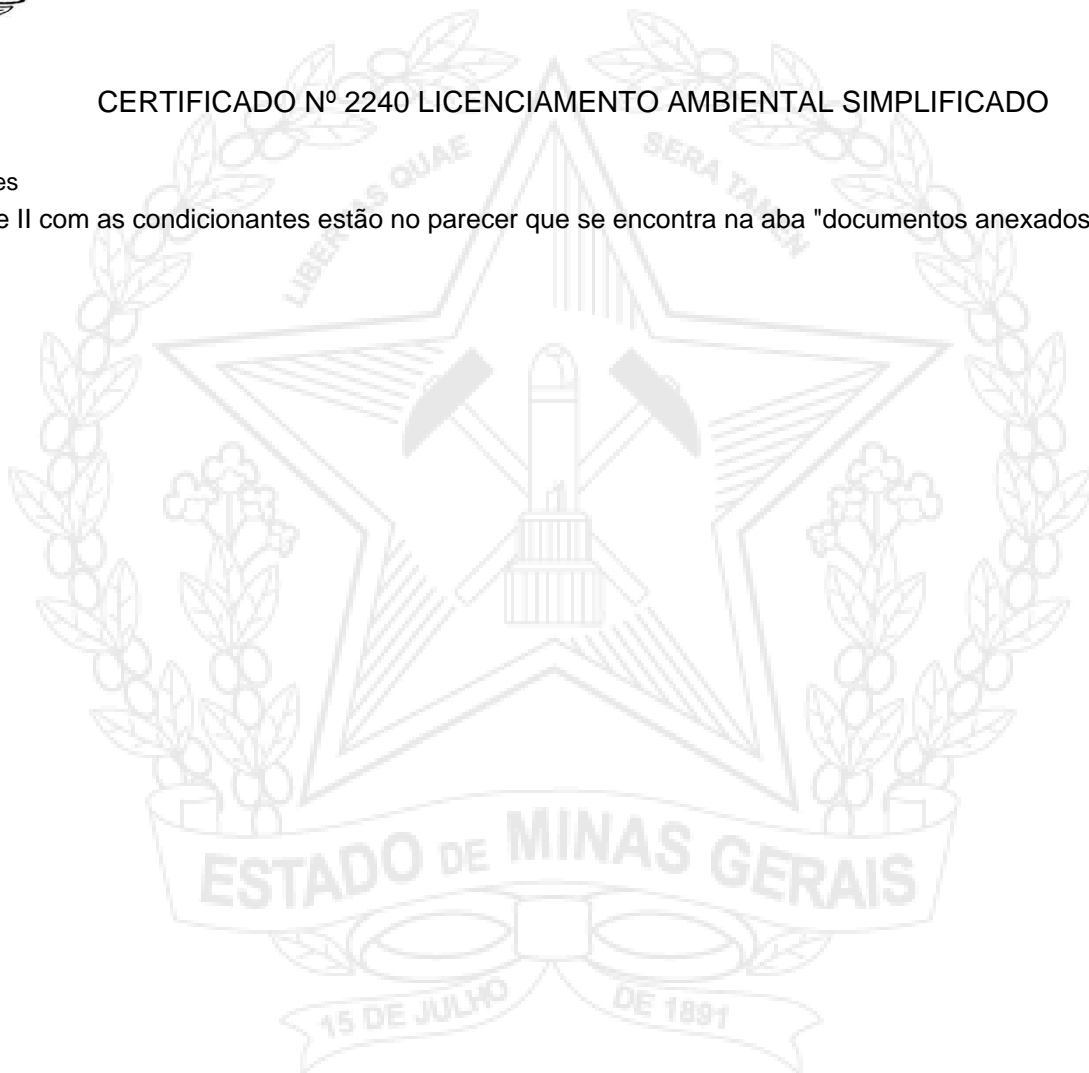 CERTIFICADO Nº 2240 LICENCIAMENTO AMBIENTAL SIMPLIFICADO
es
e II com as condicionantes estão no parecer que se encontra na aba "documentos anexados
LIBERTAS QUAE SERA TAMEN
ESTADO DE MINAS GERAIS
15 DE JULHO DE 1891